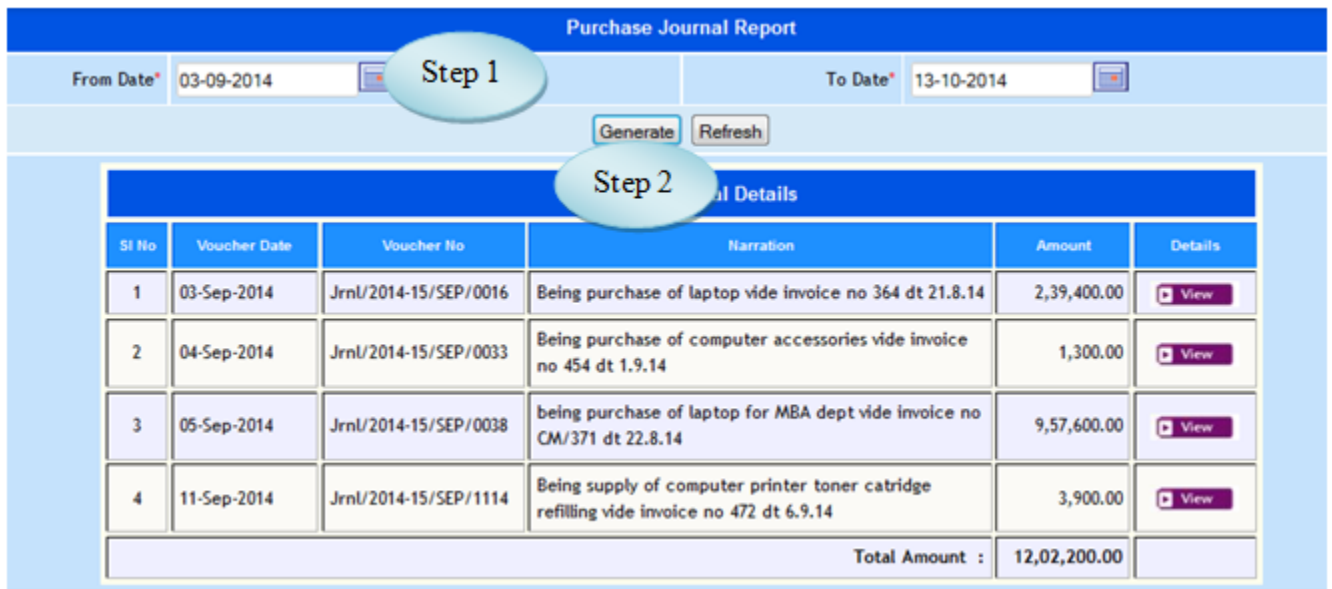 Purchase Journal Report
From Date* 03-09-2014 Step 1 To Date* 13-10-2014
Generate Refresh
Step 2 Details
Sl No Voucher Date Voucher No Narration Amount Details
1 03-Sep-2014 Jrnl/2014-15/SEP/0016 Being purchase of laptop vide invoice no 364 dt 21.8.14 2,39,400.00 View
2 04-Sep-2014 Jrnl/2014-15/SEP/0033 Being purchase of computer accessories vide invoice
no 454 dt 1.9.14 1,300.00 View
3 05-Sep-2014 Jrnl/2014-15/SEP/0038 being purchase of laptop for MBA dept vide invoice no
CM/371 dt 22.8.14 9,57,600.00 View
4 11-Sep-2014 Jrnl/2014-15/SEP/1114 Being supply of computer printer toner catridge
refilling vide invoice no 472 dt 6.9.14 3,900.00 View
Total Amount : 12,02,200.00